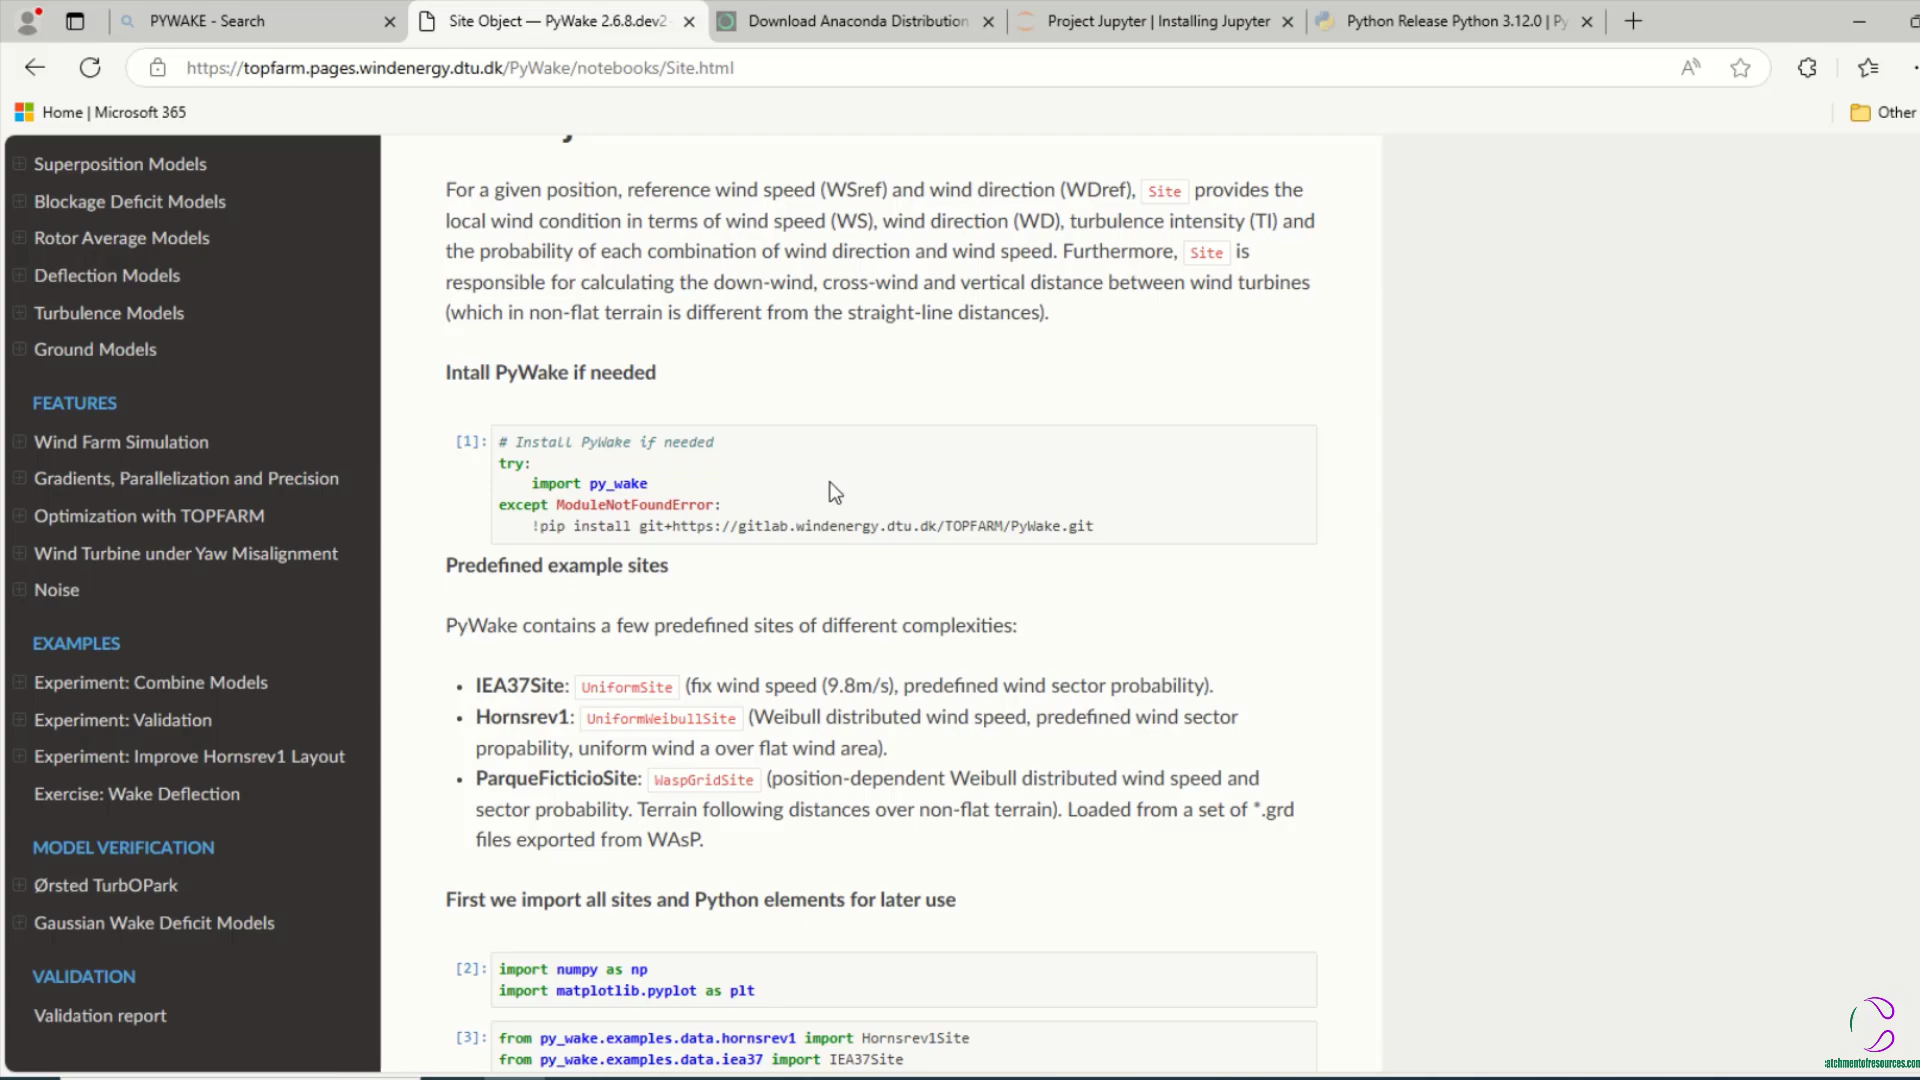 PYWAKE - Search
Site Object — PyWake 2.6.8.dev2
Download Anaconda Distribution
Project Jupyter | Installing Jupyter
Python Release Python 3.12.0 | Py
https://topfarm.pages.windenergy.dtu.dk/PyWake/notebooks/Site.html
Home | Microsoft 365
Other
Superposition Models
Blockage Deficit Models
Rotor Average Models
Deflection Models
Turbulence Models
Ground Models
FEATURES
Wind Farm Simulation
Gradients, Parallelization and Precision
Optimization with TOPFARM
Wind Turbine under Yaw Misalignment
Noise
EXAMPLES
Experiment: Combine Models
Experiment: Validation
Experiment: Improve Hornsrev1 Layout
Exercise: Wake Deflection
MODEL VERIFICATION
Ørsted TurbOPark
Gaussian Wake Deficit Models
VALIDATION
Validation report
For a given position, reference wind speed (WSref) and wind direction (WDref), Site provides the
local wind condition in terms of wind speed (WS), wind direction (WD), turbulence intensity (TI) and
the probability of each combination of wind direction and wind speed. Furthermore, Site is
responsible for calculating the down-wind, cross-wind and vertical distance between wind turbines
(which in non-flat terrain is different from the straight-line distances).
Intall PyWake if needed
[1]: # Install PyWake if needed
try:
import py_wake
except ModuleNotFoundError:
!pip install git+https://gitlab.windenergy.dtu.dk/TOPFARM/PyWake.git
Predefined example sites
PyWake contains a few predefined sites of different complexities:
• IEA37Site: UniformSite (fix wind speed (9.8m/s), predefined wind sector probability).
• Hornsrev1: UniformWeibullSite (Weibull distributed wind speed, predefined wind sector
propability, uniform wind a over flat wind area).
• ParqueFicticioSite: WaspGridSite (position-dependent Weibull distributed wind speed and
sector probability. Terrain following distances over non-flat terrain). Loaded from a set of *.grd
files exported from WAsP.
First we import all sites and Python elements for later use
[2]: import numpy as np
import matplotlib.pyplot as plt
[3]: from py_wake.examples.data.hornsrev1 import Hornsrev1Site
from py_wake.examples.data.iea37 import IEA37Site
atchmentofresources.com